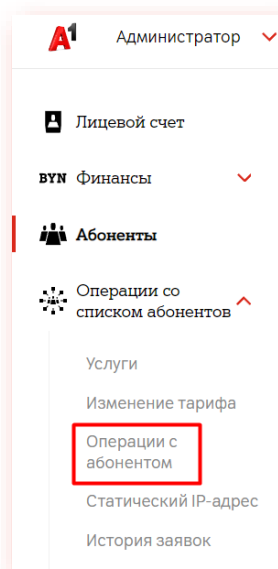 A1 Администратор
Лицевой счет
BYN Финансы
Абоненты
Операции со
списком абонентов
Услуги
Изменение тарифа
Операции с
абонентом
Статический IP-адрес
История заявок